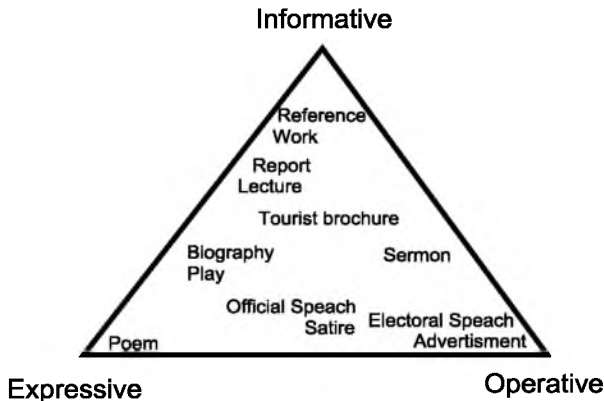 Informative
Reference
Work
Report
Lecture
Tourist brochure
Biography
Play
Sermon
Official Speach
Satire
Electoral Speach
Advertisment
Poem
Expressive
Operative